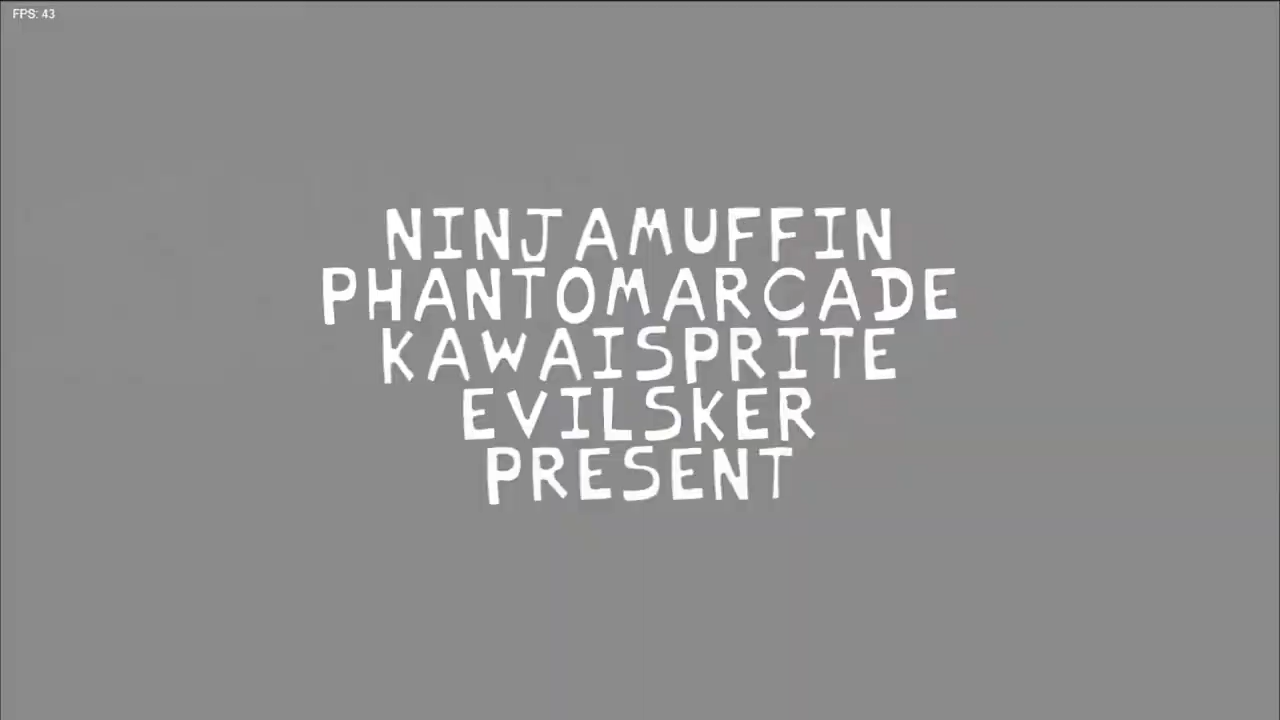 FPS: 43
NINJAMUFFIN
PHANTOMARCADE
KAWAISPRITE
EVILSKER
PRESENT